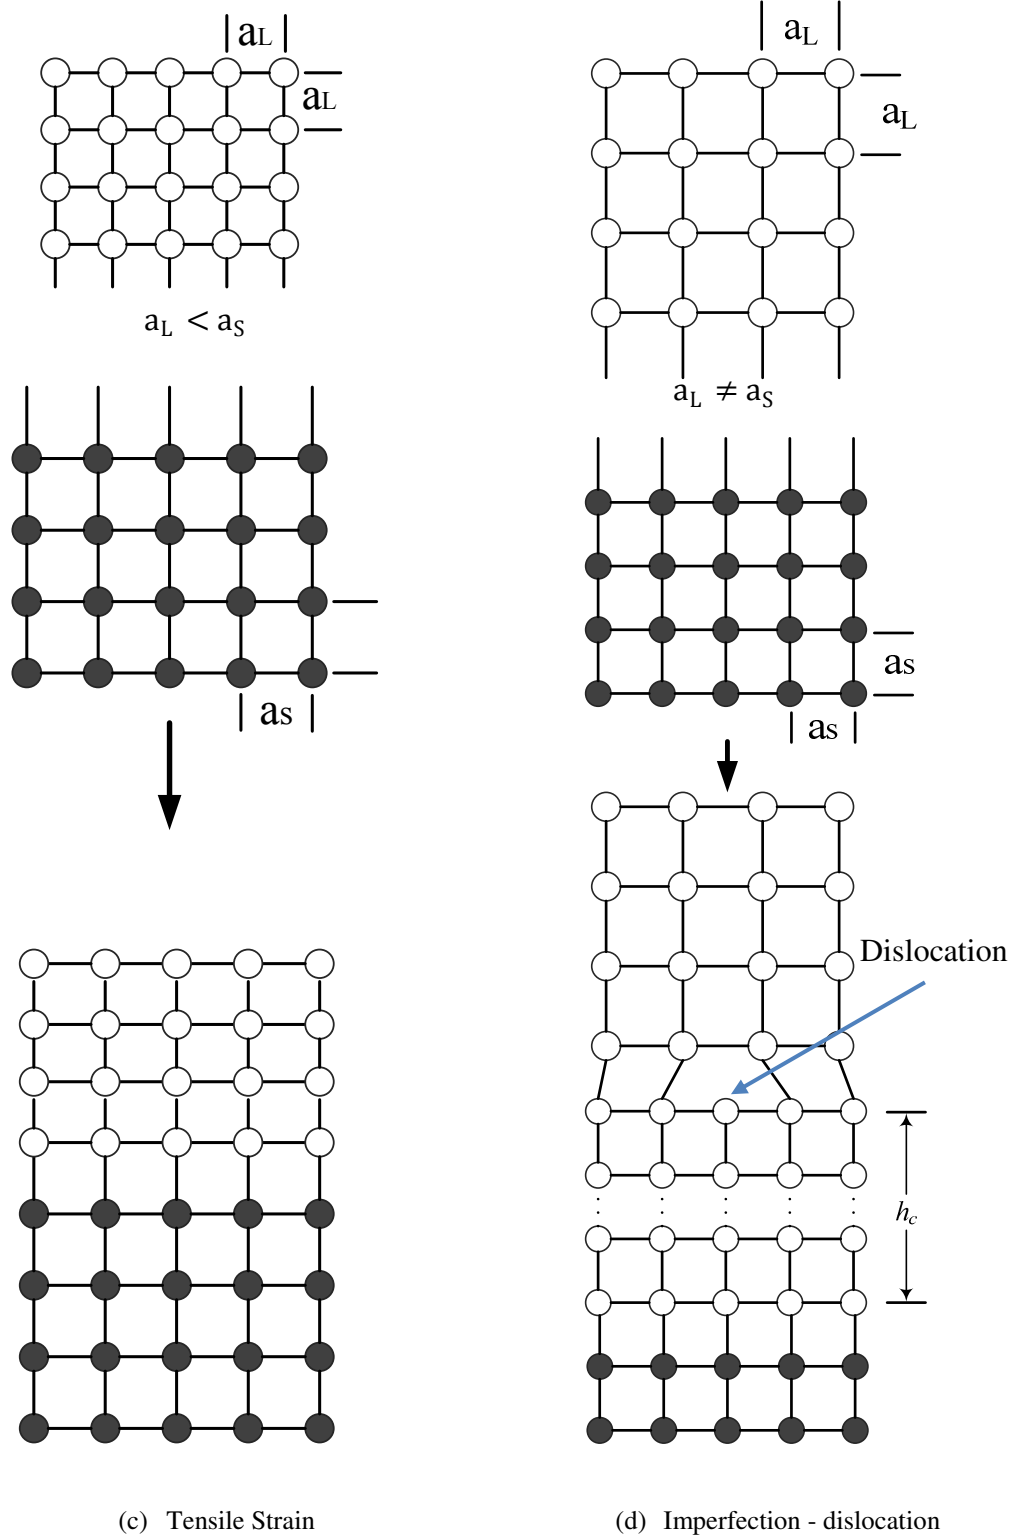 aL
aL
aL
aL
aL < aS
aL ≠ aS
aS
aS
aS
Dislocation
hc
(c) Tensile Strain
(d) Imperfection - dislocation